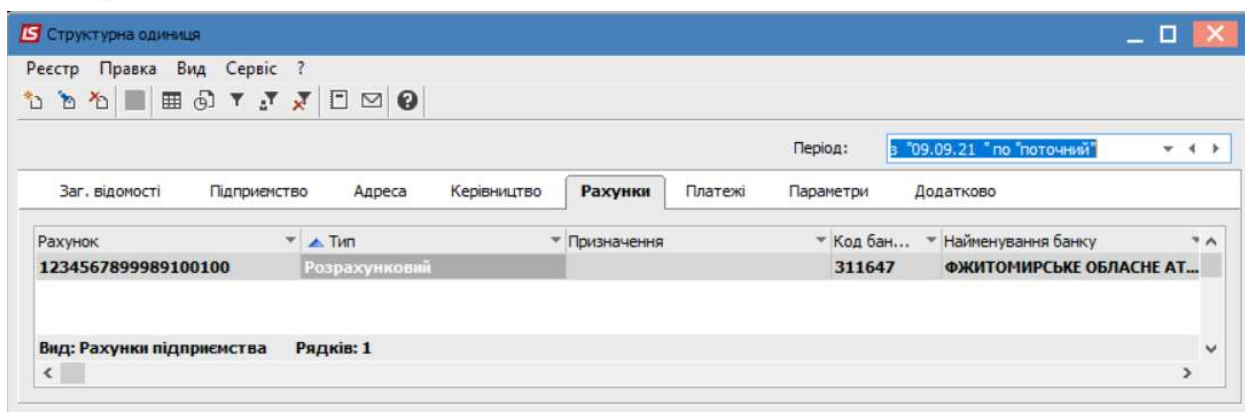 IS Структурна одиниця
Реєстр Правка Вид Сервіс ?
Період: з "09.09.21 " по "поточний"
Заг. відомості Підприємство Адреса Керівництво Рахунки Платежі Параметри Додатково
Рахунок Тип Призначення Код бан... Найменування банку
1234567899989100100 Розрахунковий 311647 ФЖИТОМИРСЬКЕ ОБЛАСНЕ АТ...
Вид: Рахунки підприємства Рядків: 1